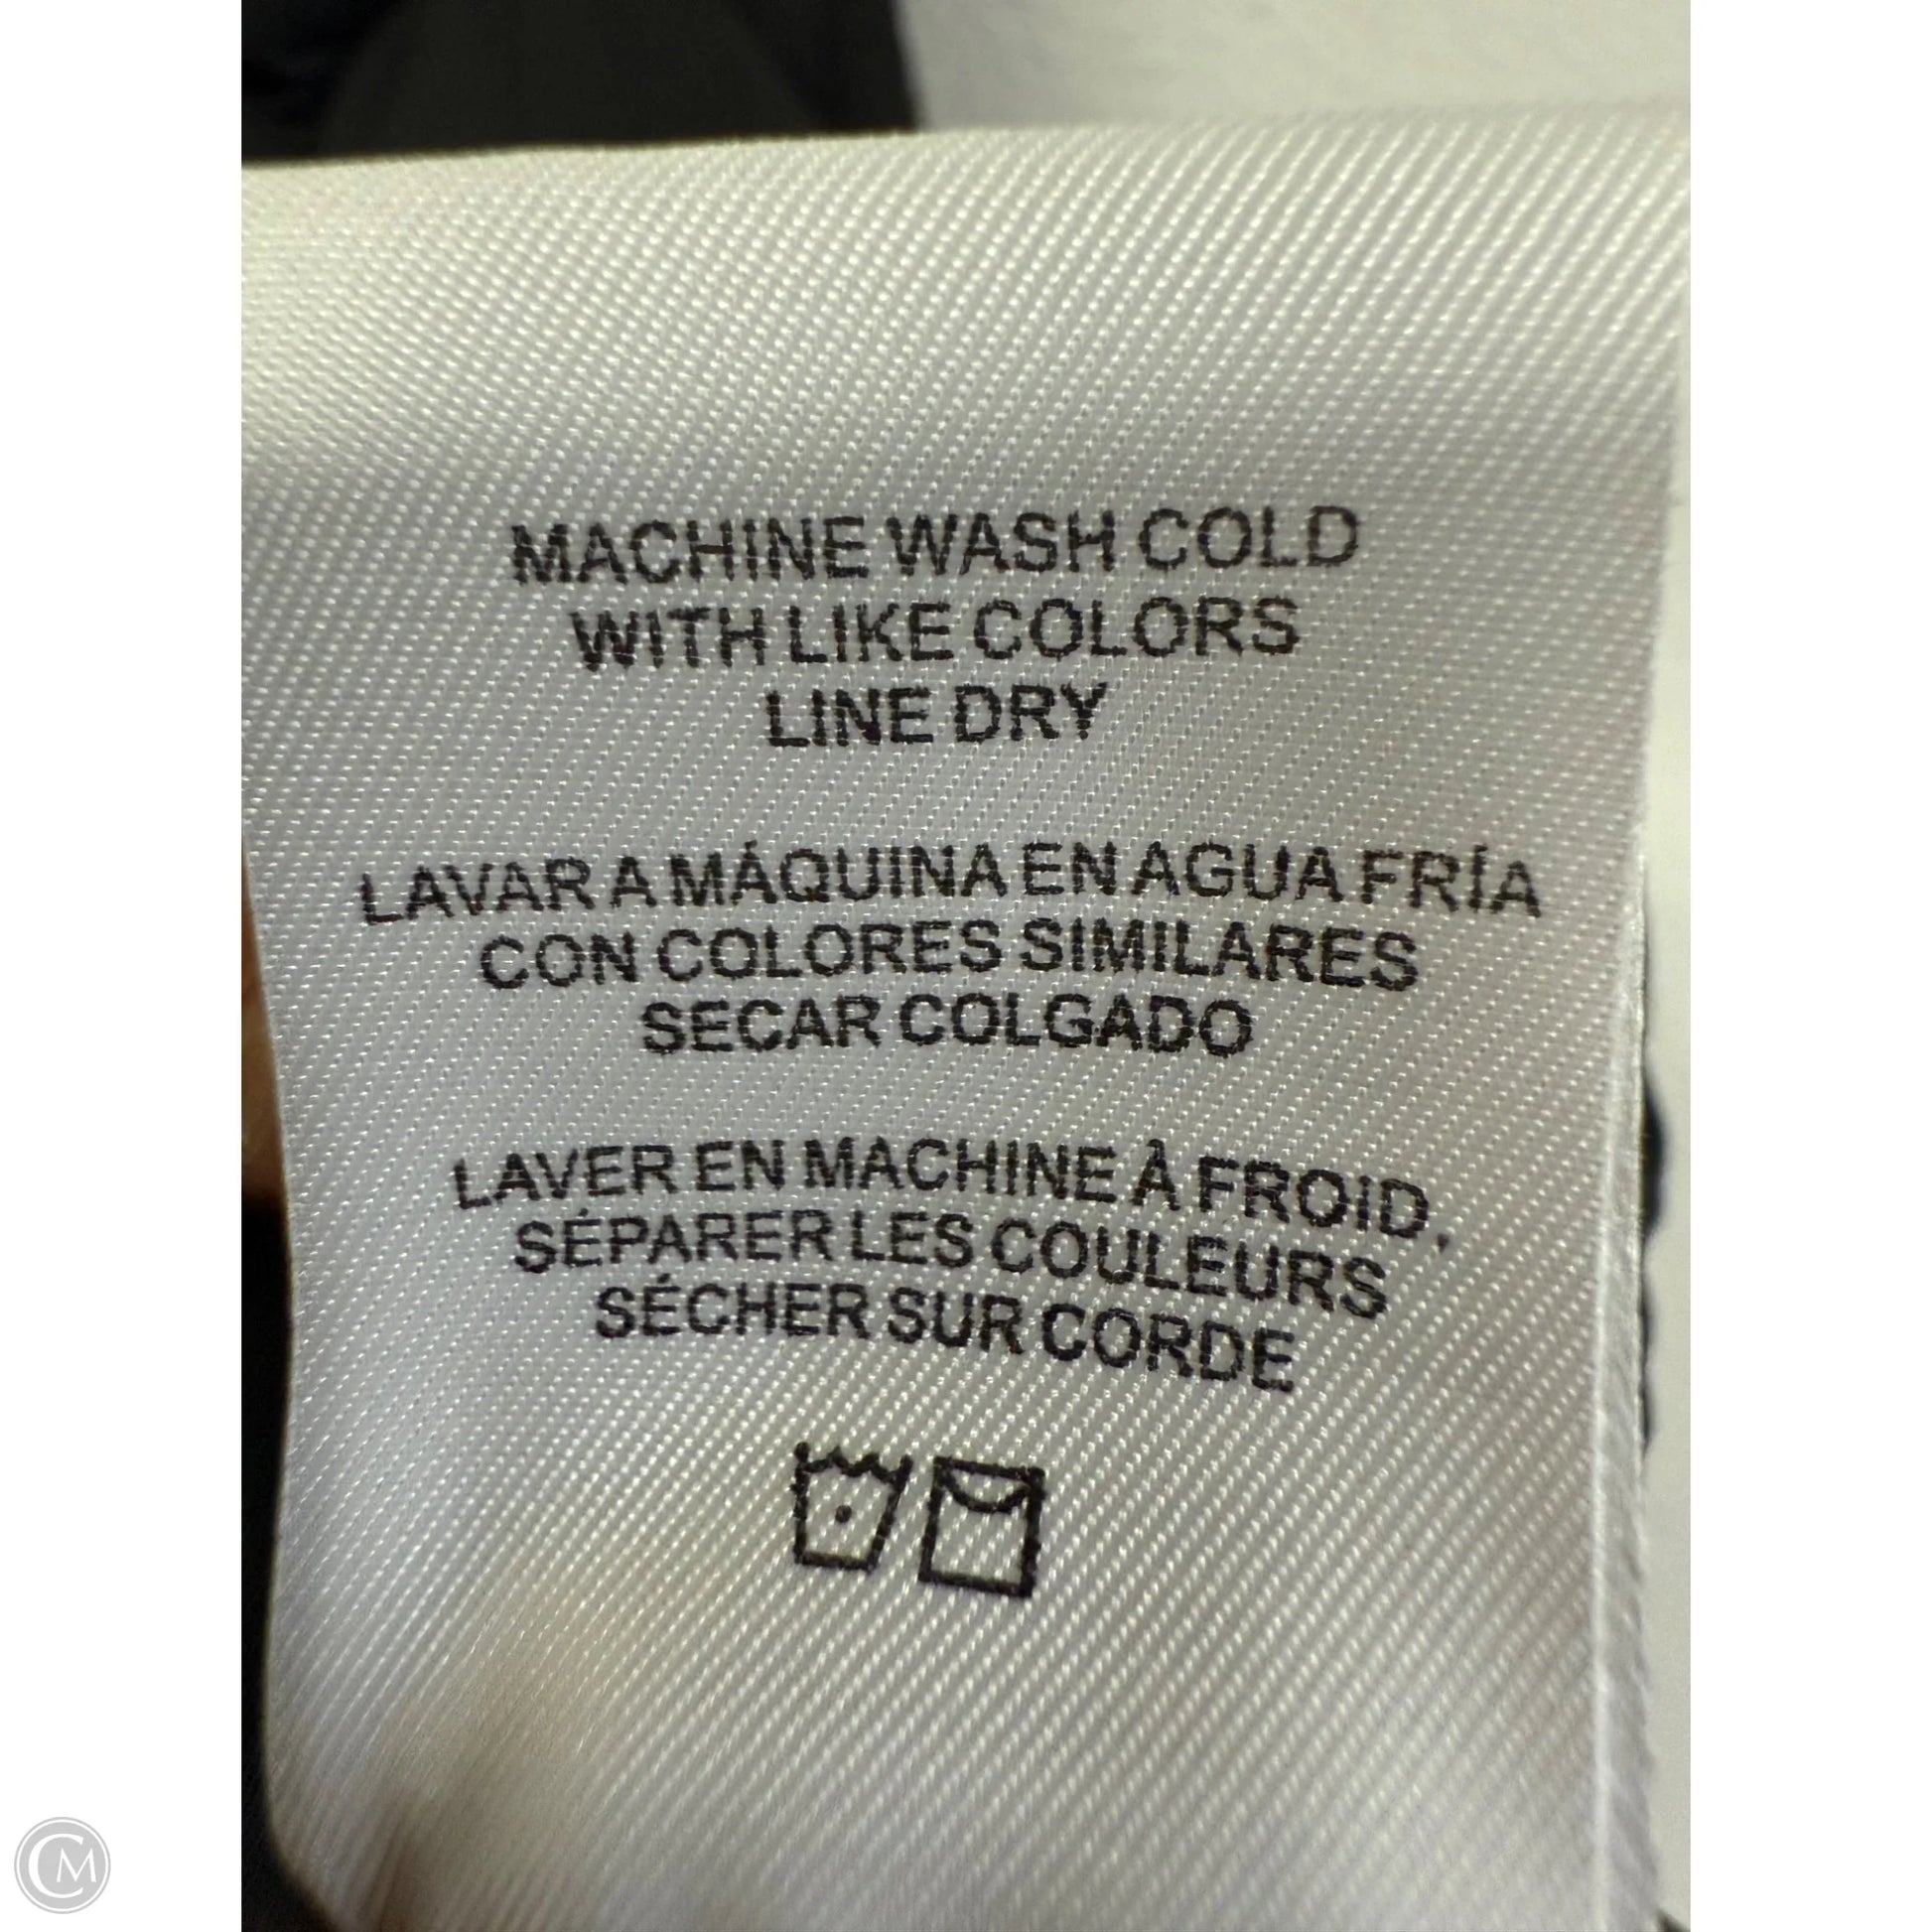 MACHINE WASH COLD
WITH LIKE COLORS
LINE DRY
LAVAR A MÁQUINA EN AGUA FRÍA
CON COLORES SIMILARES
SECAR COLGADO
LAVER EN MACHINE À FROID,
SÉPARER LES COULEURS
SÉCHER SUR CORDE
CM